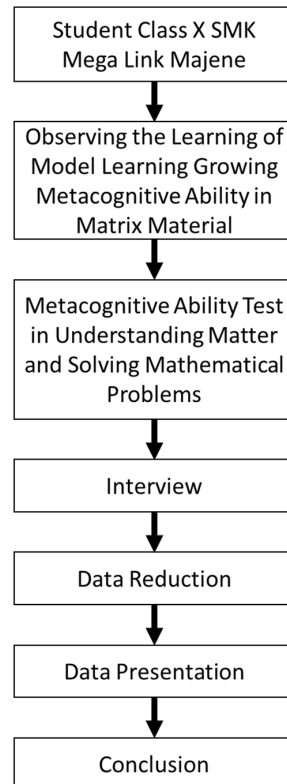 Student Class X SMK
Mega Link Majene
Observing the Learning of
Model Learning Growing
Metacognitive Ability in
Matrix Material
Metacognitive Ability Test
in Understanding Matter
and Solving Mathematical
Problems
Interview
Data Reduction
Data Presentation
Conclusion